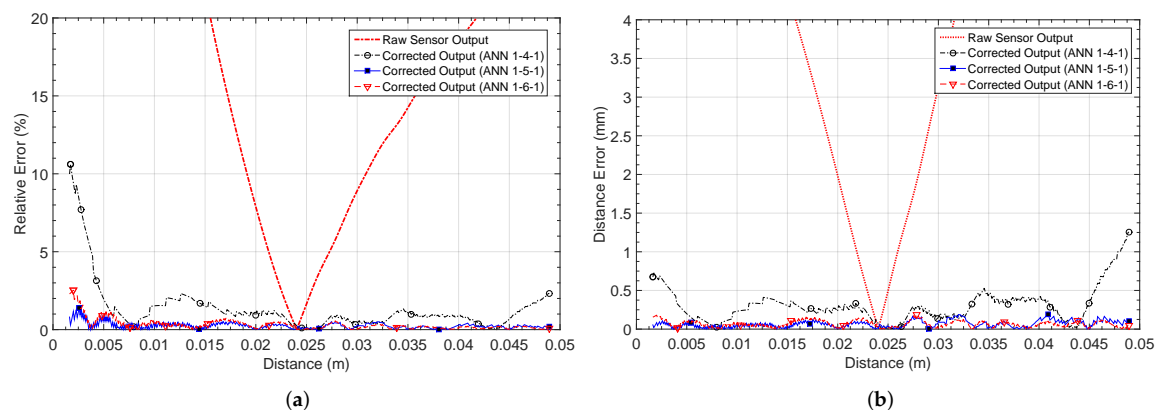 20
15
10
5
0
Relative Error (%)
Raw Sensor Output
Corrected Output (ANN 1-4-1)
Corrected Output (ANN 1-5-1)
Corrected Output (ANN 1-6-1)
0 0.005 0.01 0.015 0.02 0.025 0.03 0.035 0.04 0.045 0.05
Distance (m)
(a)
4
3.5
3
2.5
2
1.5
1
0.5
0
Distance Error (mm)
Raw Sensor Output
Corrected Output (ANN 1-4-1)
Corrected Output (ANN 1-5-1)
Corrected Output (ANN 1-6-1)
0 0.005 0.01 0.015 0.02 0.025 0.03 0.035 0.04 0.045 0.05
Distance (m)
(b)